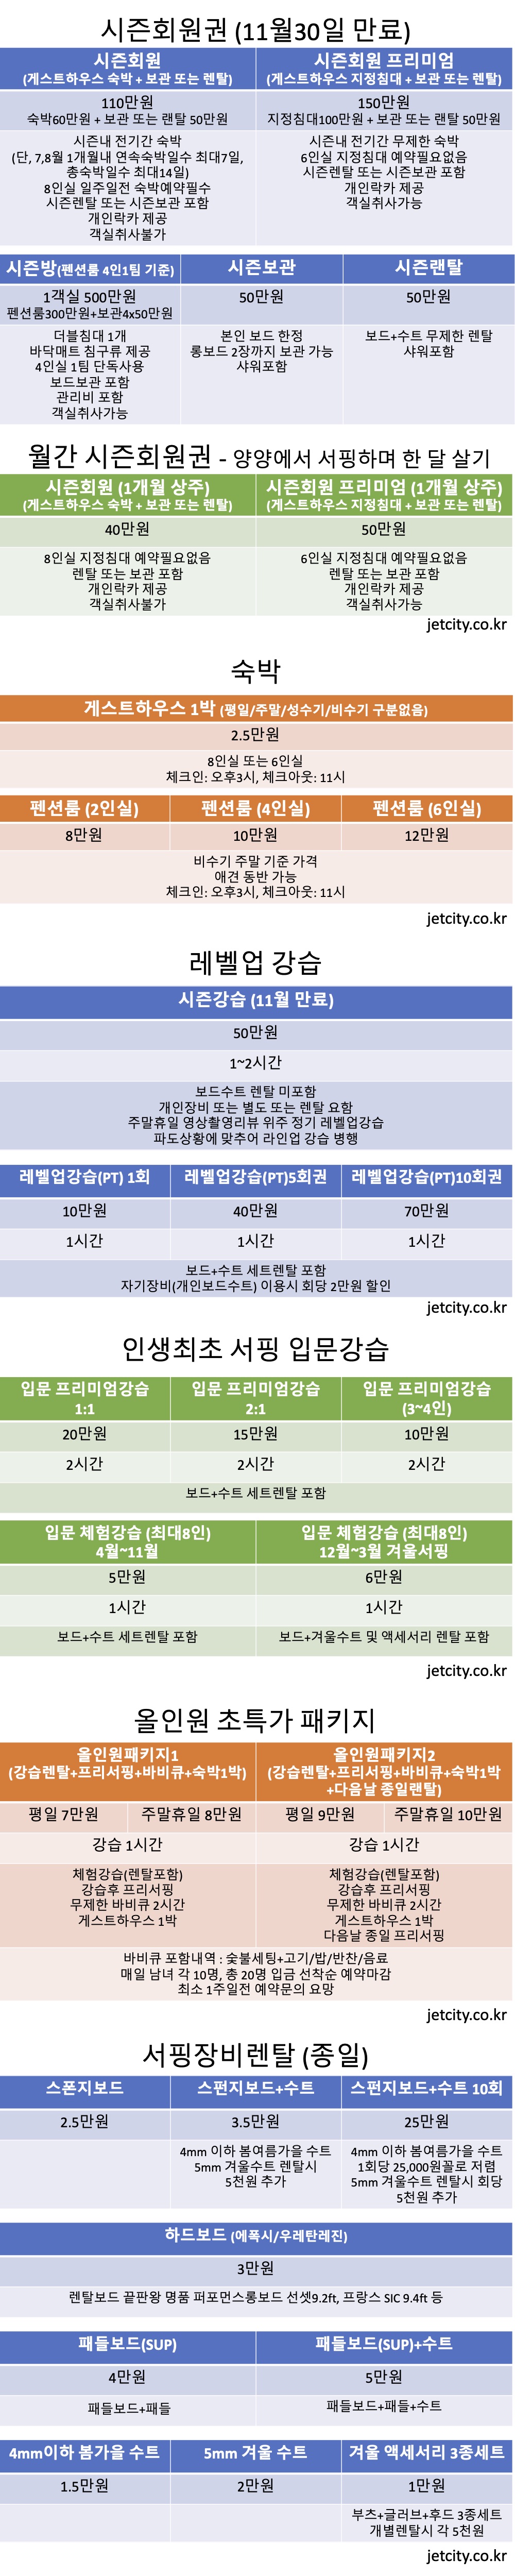 시즌회원권 (11월30일 만료)
시즌회원
(게스트하우스 숙박 + 보관 또는 렌탈)
시즌회원 프리미엄
(게스트하우스 지정침대 + 보관 또는 렌탈)
110만원
숙박60만원 + 보관 또는 랜탈 50만원
150만원
지정침대100만원 + 보관 또는 랜탈 50만원
시즌내 전기간 숙박
(단, 7,8월 1개월내 연속숙박일수 최대7일,
총숙박일수 최대14일)
8인실 일주일전 숙박예약필수
시즌렌탈 또는 시즌보관 포함
개인락카 제공
객실취사불가
시즌내 전기간 무제한 숙박
6인실 지정침대 예약필요없음
시즌렌탈 또는 시즌보관 포함
개인락카 제공
객실취사가능
시즌방(펜션룸 4인1팀 기준)
시즌보관
시즌랜탈
1객실 500만원
펜션룸300만원+보관4x50만원
50만원
50만원
더블침대 1개
바닥매트 침구류 제공
4인실 1팀 단독사용
보드보관 포함
관리비 포함
객실취사가능
본인 보드 한정
롱보드 2장까지 보관 가능
샤워포함
보드+수트 무제한 렌탈
샤워포함
월간 시즌회원권 - 양양에서 서핑하며 한 달 살기
시즌회원 (1개월 상주)
(게스트하우스 숙박 + 보관 또는 렌탈)
시즌회원 프리미엄 (1개월 상주)
(게스트하우스 지정침대 + 보관 또는 렌탈)
40만원
50만원
8인실 지정침대 예약필요없음
렌탈 또는 보관 포함
개인락카 제공
객실취사불가
6인실 지정침대 예약필요없음
렌탈 또는 보관 포함
개인락카 제공
객실취사가능
jetcity.co.kr
숙박
게스트하우스 1박 (평일/주말/성수기/비수기 구분없음)
2.5만원
8인실 또는 6인실
체크인: 오후3시, 체크아웃: 11시
펜션룸 (2인실)
펜션룸 (4인실)
펜션룸 (6인실)
8만원
10만원
12만원
비수기 주말 기준 가격
애견 동반 가능
체크인: 오후3시, 체크아웃: 11시
jetcity.co.kr
레벨업 강습
시즌강습 (11월 만료)
50만원
1~2시간
보드수트 렌탈 미포함
개인장비 또는 별도 또는 렌탈 요함
주말휴일 영상촬영리뷰 위주 정기 레벨업강습
파도상황에 맞추어 라인업 강습 병행
레벨업강습(PT) 1회
레벨업강습(PT)5회권
레벨업강습(PT)10회권
10만원
40만원
70만원
1시간
1시간
1시간
보드+수트 세트렌탈 포함
자기장비(개인보드수트) 이용시 회당 2만원 할인
jetcity.co.kr
인생최초 서핑 입문강습
입문 프리미엄강습
1:1
입문 프리미엄강습
2:1
입문 프리미엄강습
(3~4인)
20만원
15만원
10만원
2시간
2시간
2시간
보드+수트 세트렌탈 포함
입문 체험강습 (최대8인)
4월~11월
입문 체험강습 (최대8인)
12월~3월 겨울서핑
5만원
6만원
1시간
1시간
보드+수트 세트렌탈 포함
보드+겨울수트 및 액세서리 렌탈 포함
jetcity.co.kr
올인원 초특가 패키지
올인원패키지1
(강습렌탈+프리서핑+바비큐+숙박1박)
올인원패키지2
(강습렌탈+프리서핑+바비큐+숙박1박
+다음날 종일랜탈)
평일 7만원
주말휴일 8만원
평일 9만원
주말휴일 10만원
강습 1시간
강습 1시간
체험강습(렌탈포함)
강습후 프리서핑
무제한 바비큐 2시간
게스트하우스 1박
체험강습(렌탈포함)
강습후 프리서핑
무제한 바비큐 2시간
게스트하우스 1박
다음날 종일 프리서핑
바비큐 포함내역 : 숯불세팅+고기/밥/반찬/음료
매일 남녀 각 10명, 총 20명 입금 선착순 예약마감
최소 1주일전 예약문의 요망
jetcity.co.kr
서핑장비렌탈 (종일)
스폰지보드
스펀지보드+수트
스펀지보드+수트 10회
2.5만원
3.5만원
25만원
4mm 이하 봄여름가을 수트
5mm 겨울수트 렌탈시
5천원 추가
4mm 이하 봄여름가을 수트
1회당 25,000원꼴로 저렴
5mm 겨울수트 렌탈시 회당
5천원 추가
하드보드 (에폭시/우레탄레진)
3만원
렌탈보드 끝판왕 명품 퍼포먼스롱보드 선셋9.2ft, 프랑스 SIC 9.4ft 등
패들보드(SUP)
패들보드(SUP)+수트
4만원
5만원
패들보드+패들
패들보드+패들+수트
4mm이하 봄가을 수트
5mm 겨울 수트
겨울 액세서리 3종세트
1.5만원
2만원
1만원
부츠+글러브+후드 3종세트
개별렌탈시 각 5천원
jetcity.co.kr